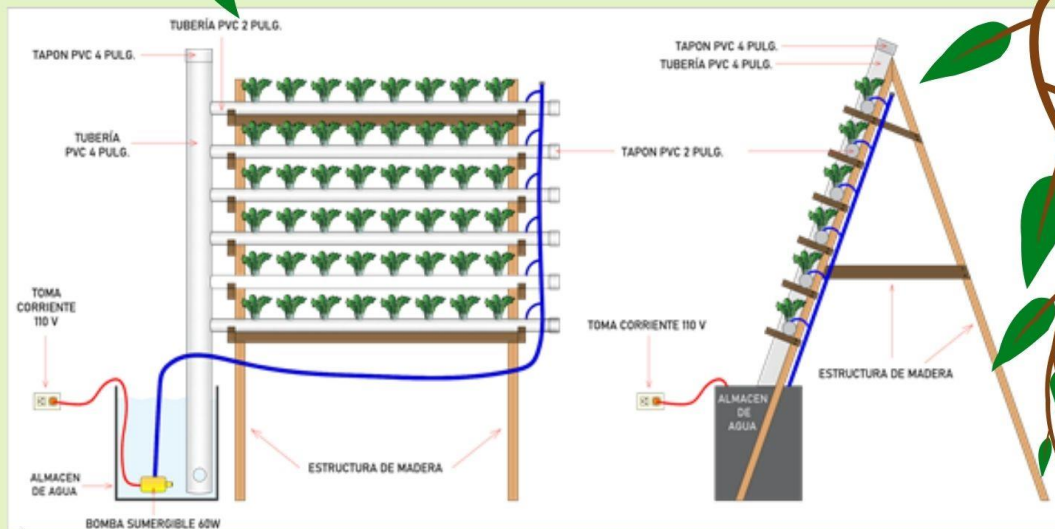 TUBERÍA PVC 2 PULG.
TAPON PVC 4 PULG.
TUBERÍA
PVC 4 PULG.
TOMA
CORRIENTE
110 V
ALMACEN
DE AGUA
BOMBA SUMERGIBLE 60W
ESTRUCTURA DE MADERA
TAPON PVC 2 PULG.
TAPON PVC 4 PULG.
TUBERÍA PVC 4 PULG.
TOMA CORRIENTE 110 V
ALMACEN
DE
AGUA
ESTRUCTURA DE MADERA